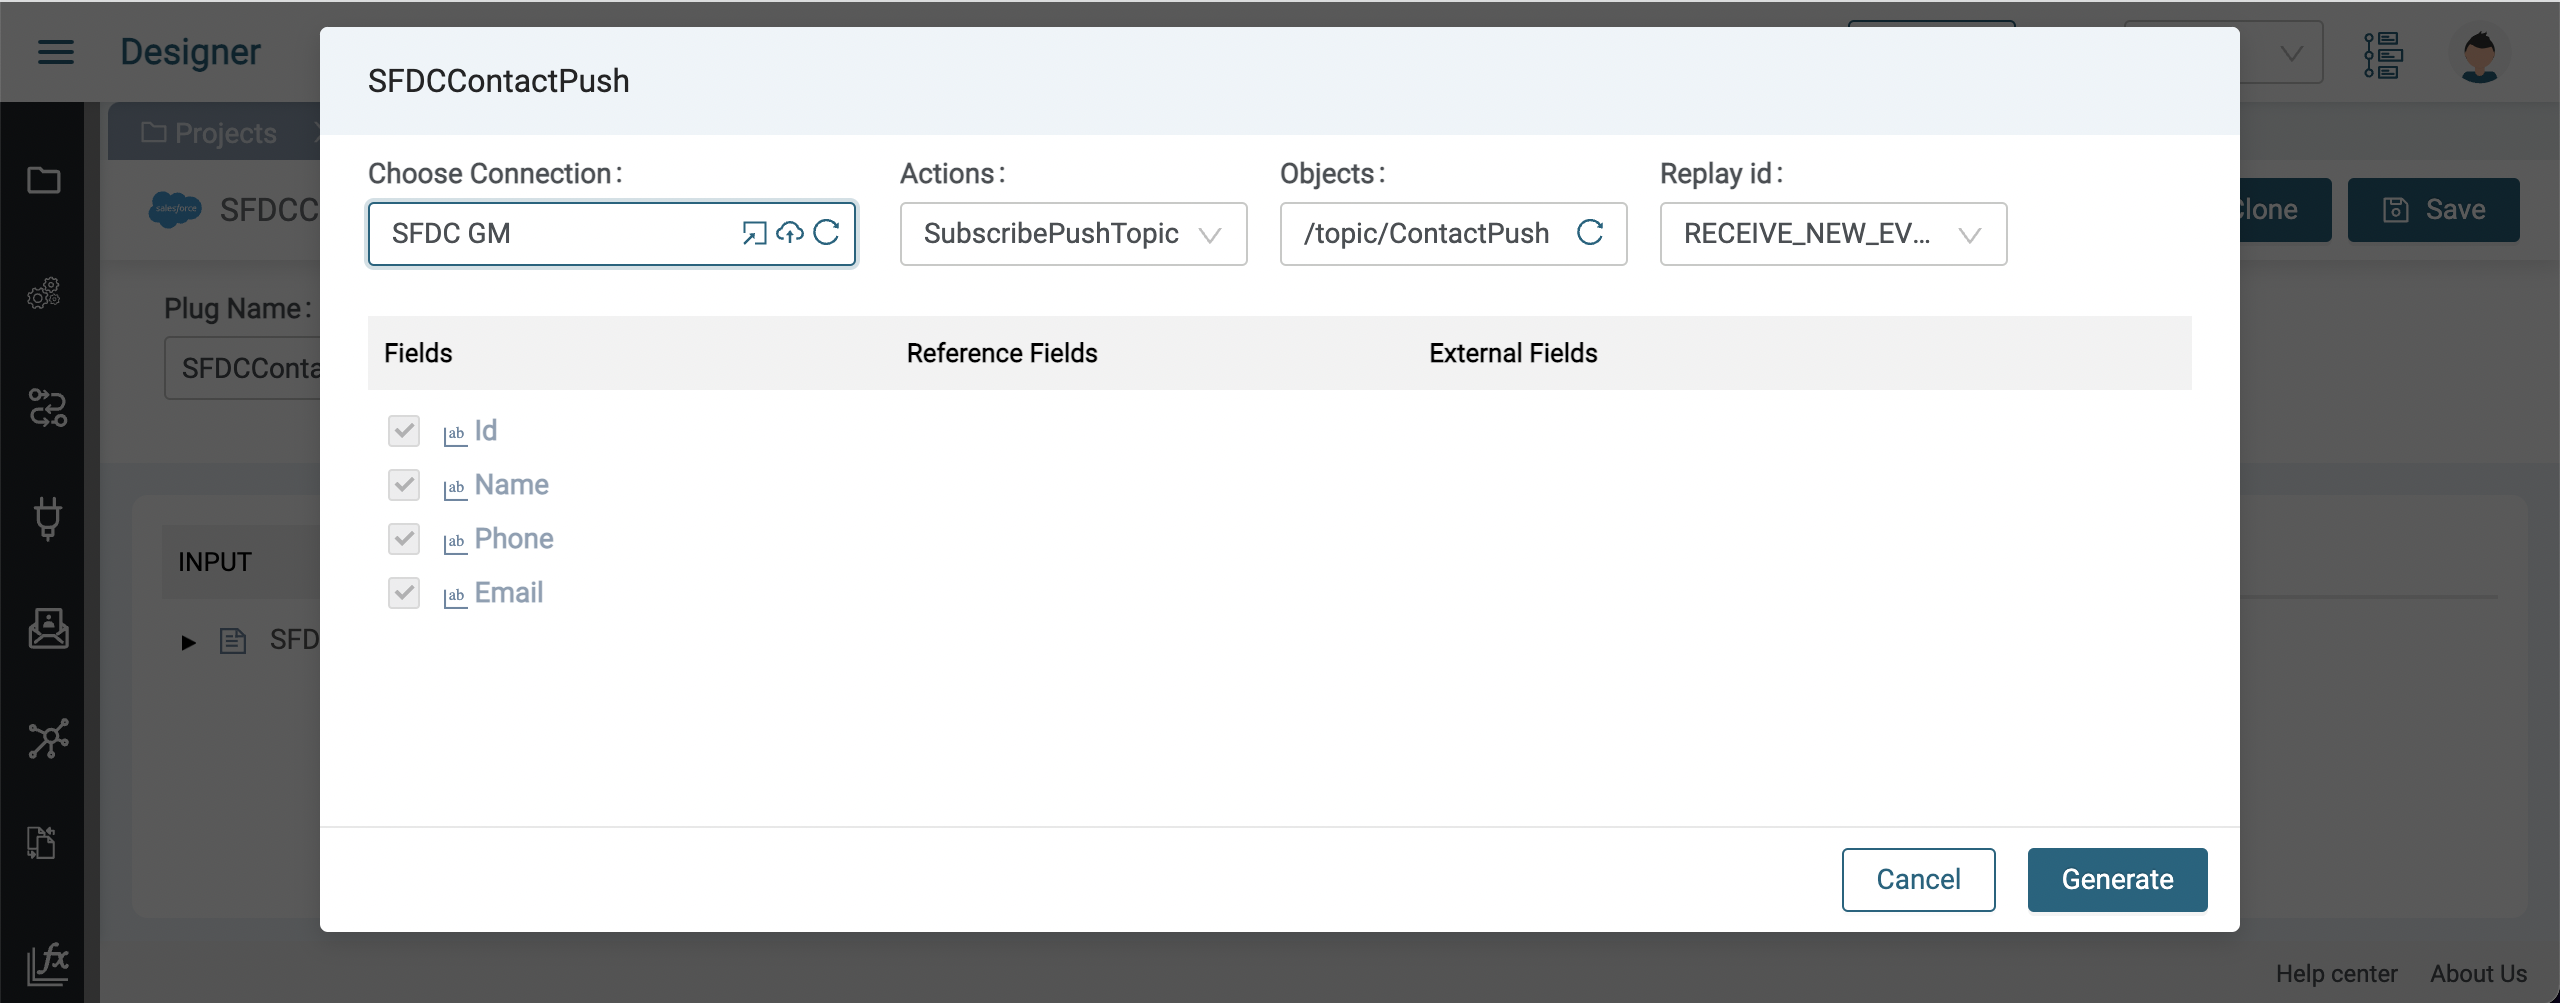 Designer
SFDCContactPush
Projects
salesforce
SFDCC
Clone
Save
Choose Connection:
Actions:
Objects:
Replay id:
SFDC GM
SubscribePushTopic
/topic/ContactPush
RECEIVE_NEW_EV...
Plug Name:
SFDCConta
Fields
Reference Fields
External Fields
ab Id
ab Name
ab Phone
ab Email
INPUT
SFD
Cancel
Generate
fx
Help center
About Us